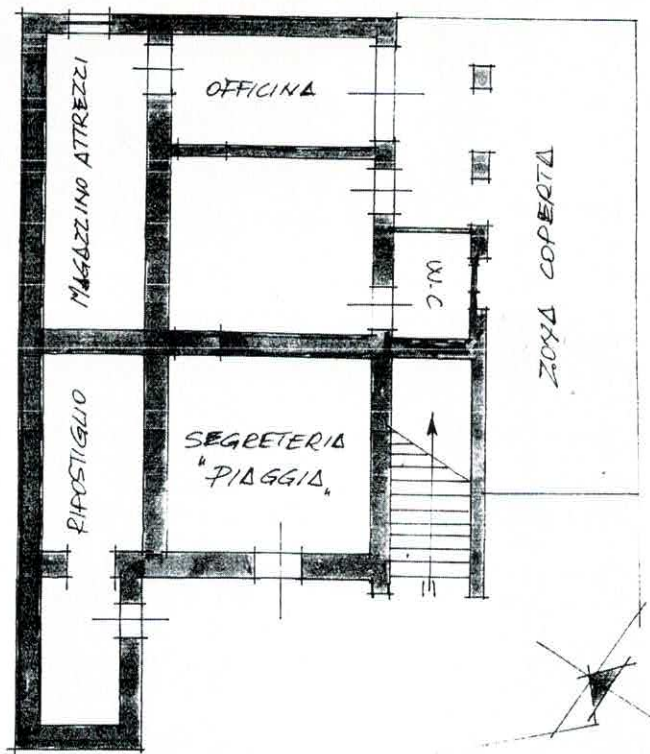 OFFICINA
MAGAZZINO ATTREZZI
ZONA COPERTA
W.C
RIPOSTIGLIO
SEGRETERIA
"PIAGGIA"